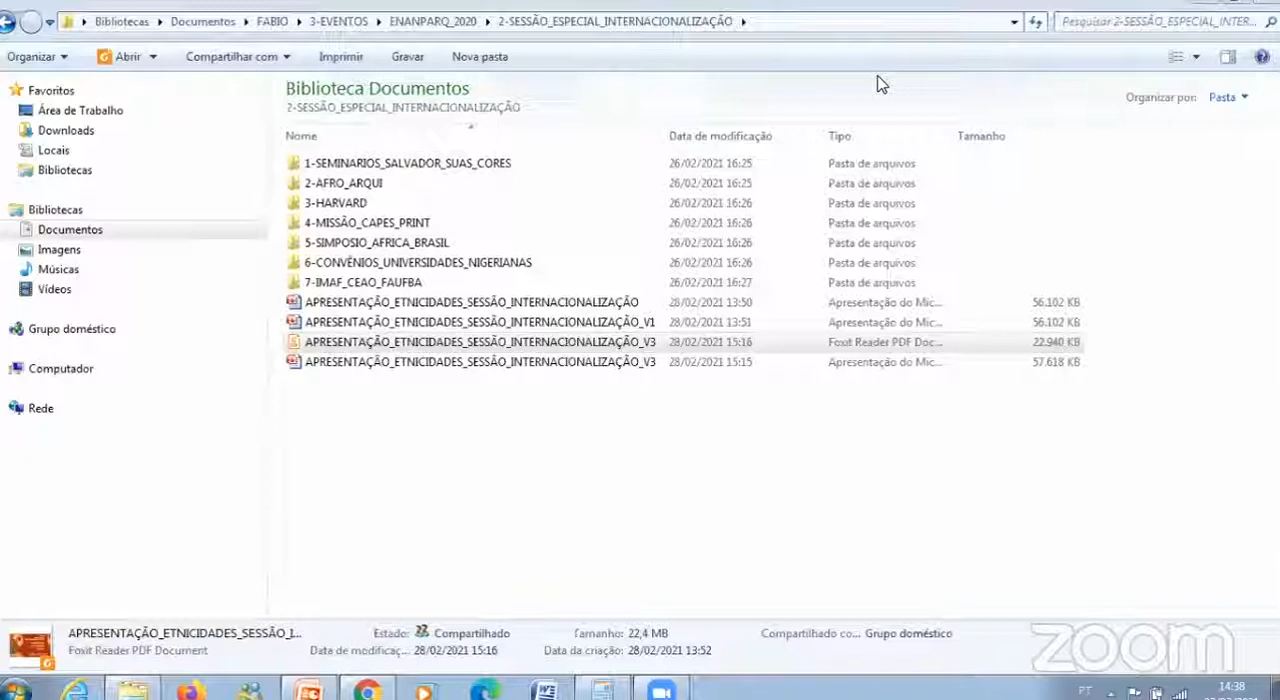 Bibliotecas Documentos FABIO 3-EVENTOS ENANPARQ_2020 2-SESSÃO_ESPECIAL_INTERNACIONALIZAÇÃO Pesquisar 2-SESSÃO_ESPECIAL_INTER...
Organizar Abrir Compartilhar com Imprimir Gravar Nova pasta
Favoritos
Área de Trabalho
Downloads
Locais
Bibliotecas
Bibliotecas
Documentos
Imagens
Músicas
Vídeos
Grupo doméstico
Computador
Rede
Biblioteca Documentos
2-SESSÃO_ESPECIAL_INTERNACIONALIZAÇÃO
Organizar por: Pasta
Nome Data de modificação Tipo Tamanho
1-SEMINARIOS_SALVADOR_SUAS_CORES 26/02/2021 16:25 Pasta de arquivos
2-AFRO_ARQUI 26/02/2021 16:25 Pasta de arquivos
3-HARVARD 26/02/2021 16:26 Pasta de arquivos
4-MISSÃO_CAPES_PRINT 26/02/2021 16:26 Pasta de arquivos
5-SIMPOSIO_AFRICA_BRASIL 26/02/2021 16:26 Pasta de arquivos
6-CONVÊNIOS_UNIVERSIDADES_NIGERIANAS 26/02/2021 16:26 Pasta de arquivos
7-IMAF_CEAO_FAUFBA 26/02/2021 16:27 Pasta de arquivos
APRESENTAÇÃO_ETNICIDADES_SESSÃO_INTERNACIONALIZAÇÃO 28/02/2021 13:50 Apresentação do Mic... 56.102 KB
APRESENTAÇÃO_ETNICIDADES_SESSÃO_INTERNACIONALIZAÇÃO_V1 28/02/2021 13:51 Apresentação do Mic... 56.102 KB
APRESENTAÇÃO_ETNICIDADES_SESSÃO_INTERNACIONALIZAÇÃO_V3 28/02/2021 15:16 Foxit Reader PDF Doc... 22.940 KB
APRESENTAÇÃO_ETNICIDADES_SESSÃO_INTERNACIONALIZAÇÃO_V3 28/02/2021 15:15 Apresentação do Mic... 57.618 KB
APRESENTAÇÃO_ETNICIDADES_SESSÃO_I... Estado: Compartilhado Tamanho: 22,4 MB Compartilhado co... Grupo doméstico
Foxit Reader PDF Document Data de modificaç... 28/02/2021 15:16 Data da criação: 28/02/2021 13:52
zoom
PT 14:38